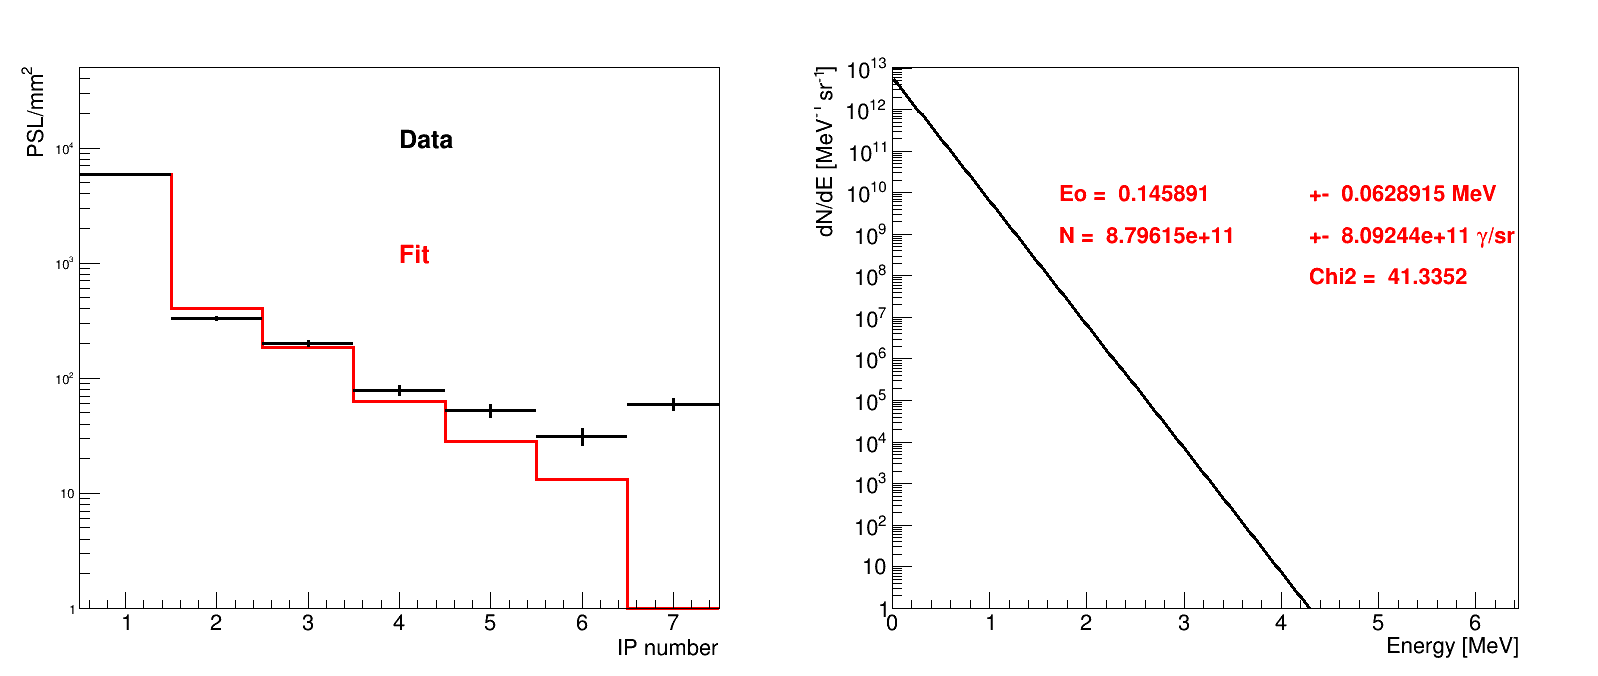 PSL/mm²
10⁴
10³
10²
10
1
Data
Fit
1 2 3 4 5 6 7
IP number
dN/dE [MeV⁻¹ sr⁻¹]
10¹³
10¹²
10¹¹
10¹⁰
10⁹
10⁸
10⁷
10⁶
10⁵
10⁴
10³
10²
10
1
Eo = 0.145891 +- 0.0628915 MeV
N = 8.79615e+11 +- 8.09244e+11 γ/sr
Chi2 = 41.3352
0 1 2 3 4 5 6
Energy [MeV]